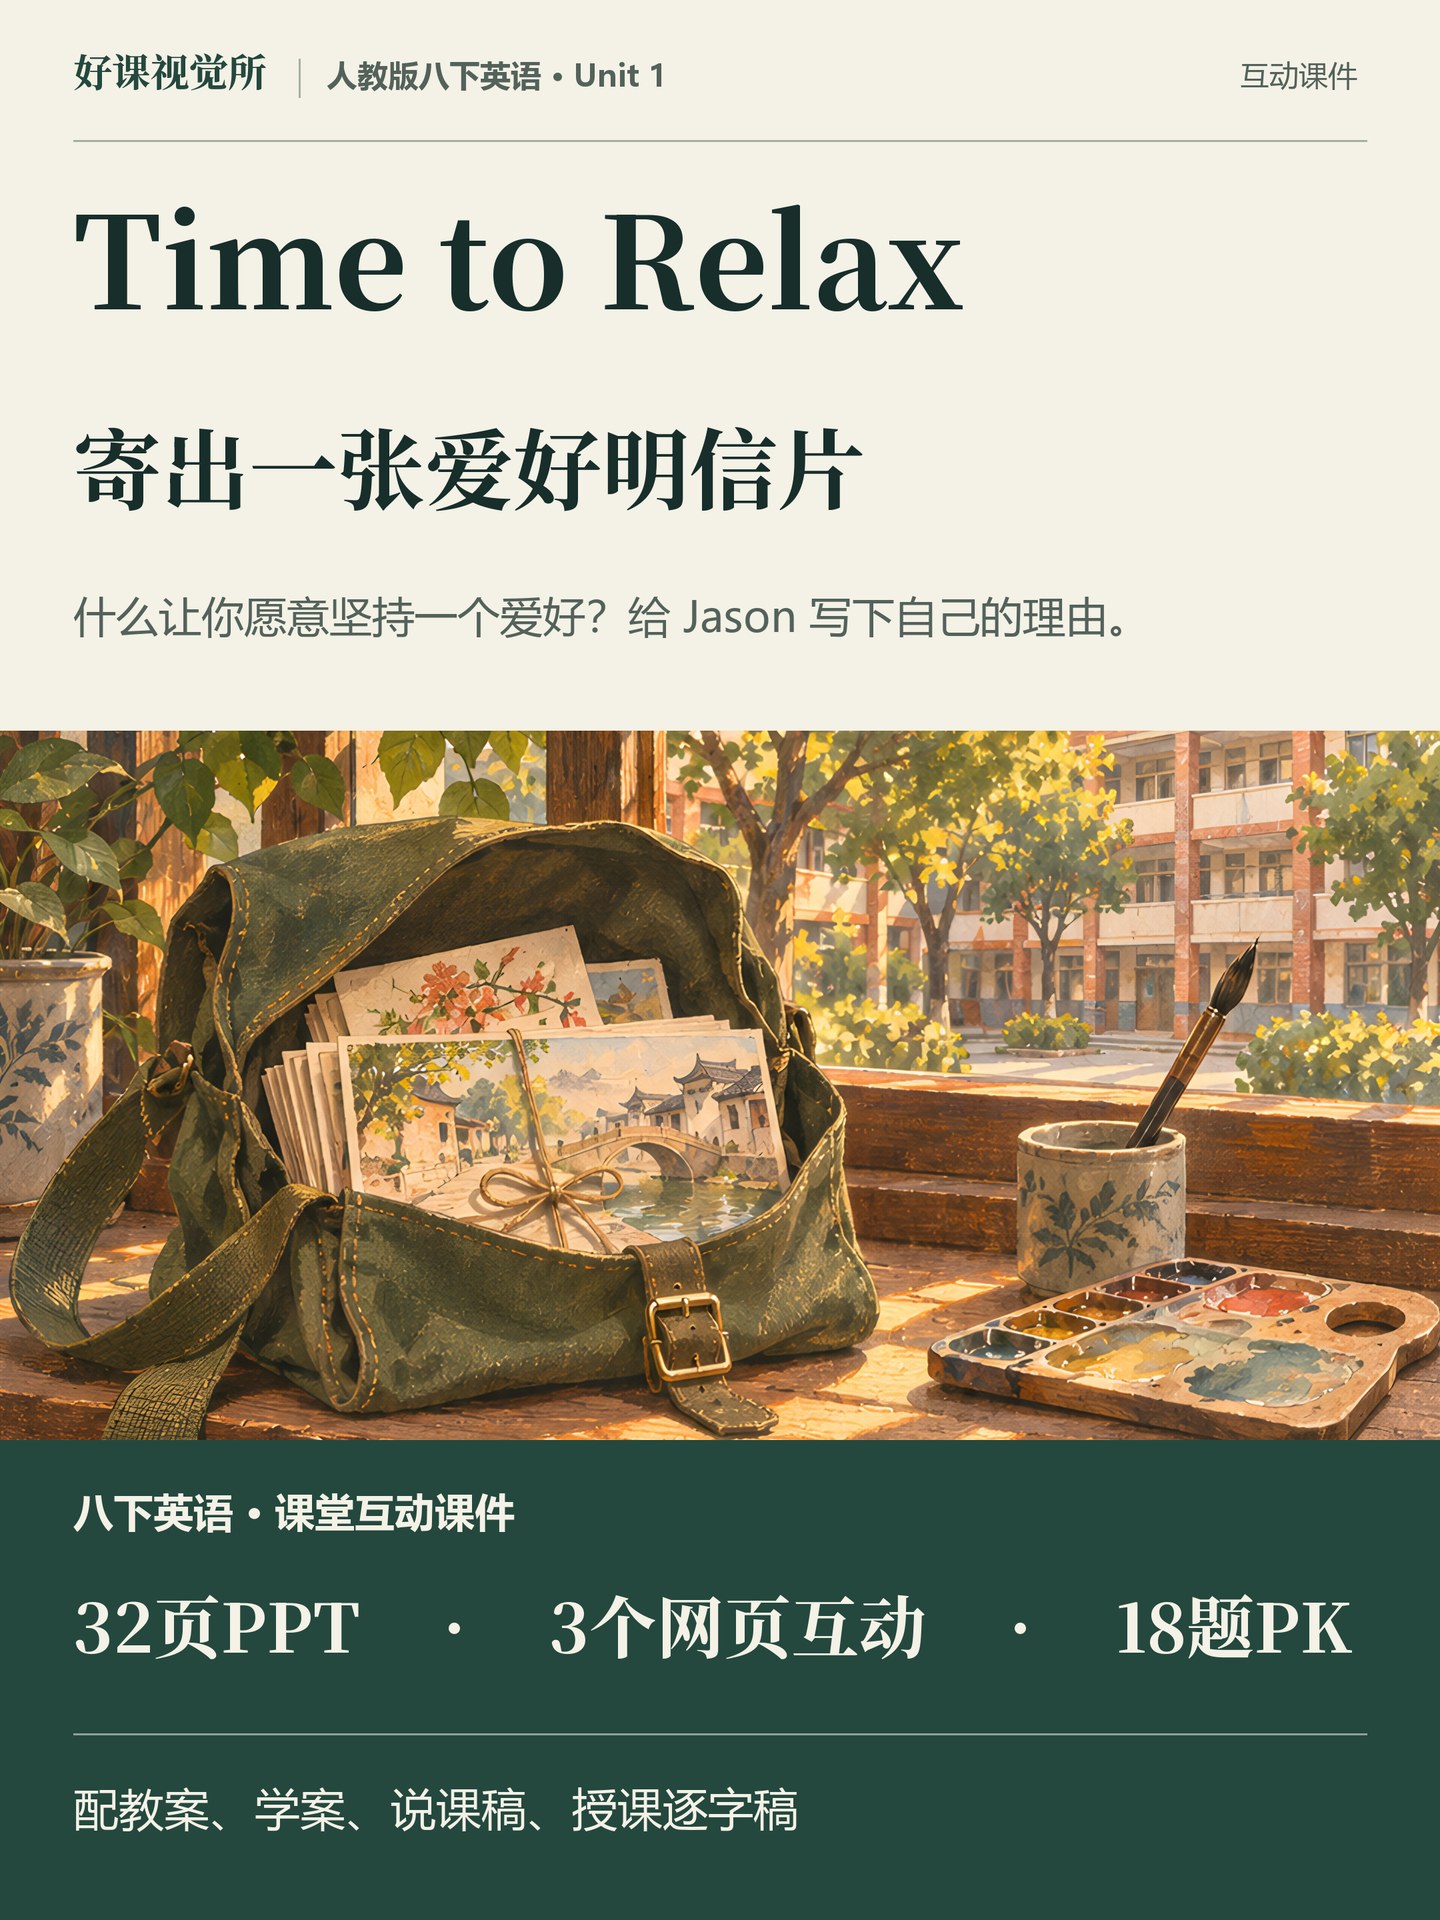 好课视觉所 | 人教版八下英语·Unit 1 互动课件
Time to Relax
寄出一张爱好明信片
什么让你愿意坚持一个爱好？给 Jason 写下自己的理由。
八下英语·课堂互动课件
32页PPT · 3个网页互动 · 18题PK
配教案、学案、说课稿、授课逐字稿